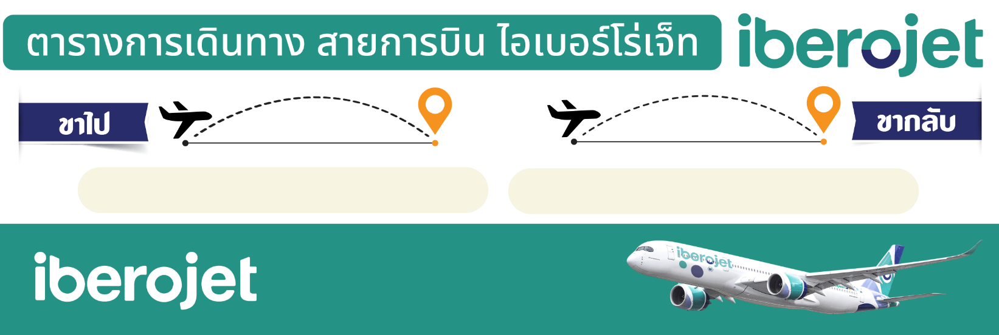 ตารางการเดินทาง สายการบิน ไอเบอร์โร่เจ็ท
iberojet
ขาไป
ขากลับ
iberojet
iberojet